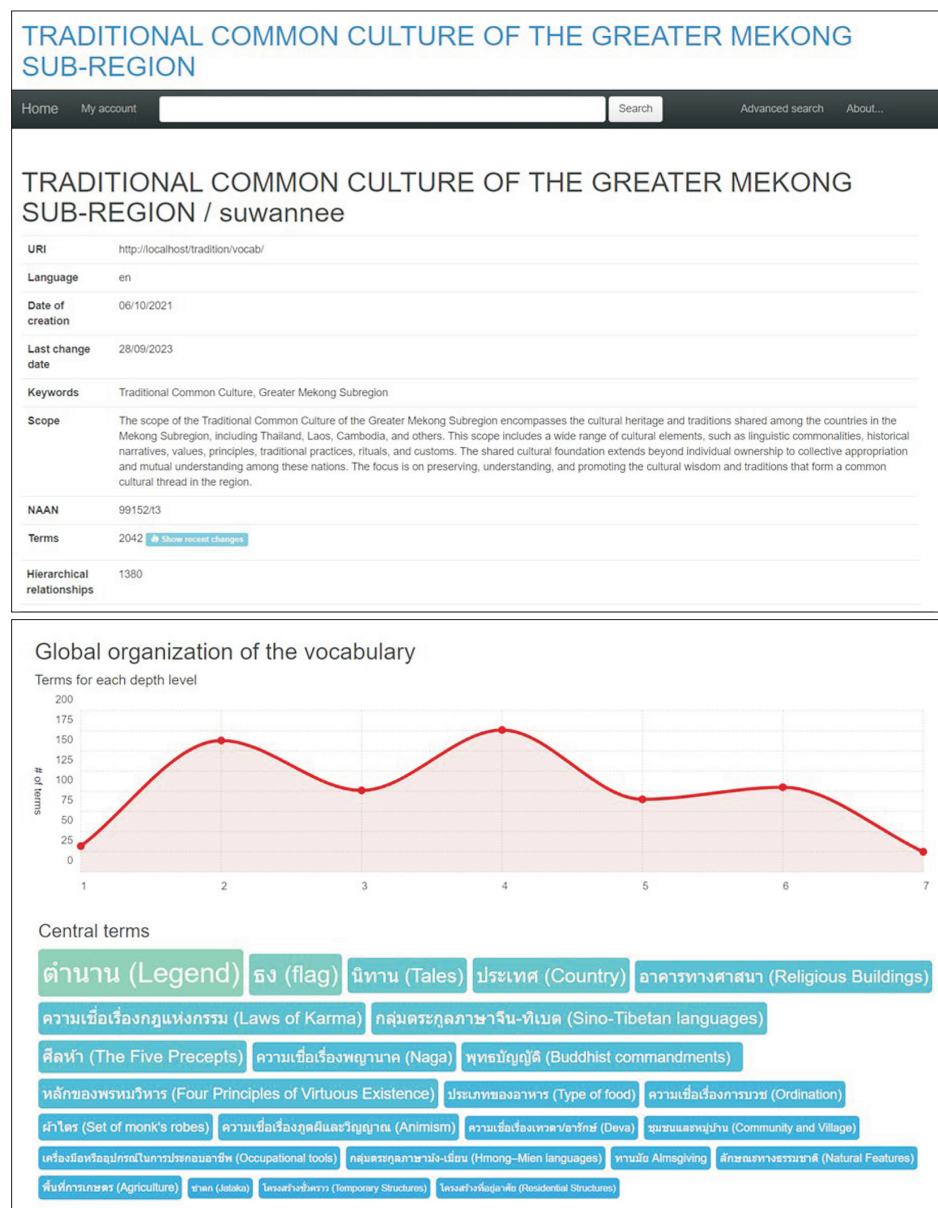 TRADITIONAL COMMON CULTURE OF THE GREATER MEKONG
SUB-REGION
Home My account Search Advanced search About...
TRADITIONAL COMMON CULTURE OF THE GREATER MEKONG
SUB-REGION / suwannee
URI http://localhost/tradition/vocab/
Language en
Date of creation 06/10/2021
Last change date 28/09/2023
Keywords Traditional Common Culture, Greater Mekong Subregion
Scope The scope of the Traditional Common Culture of the Greater Mekong Subregion encompasses the cultural heritage and traditions shared among the countries in the
Mekong Subregion, including Thailand, Laos, Cambodia, and others. This scope includes a wide range of cultural elements, such as linguistic commonalities, historical
narratives, values, principles, traditional practices, rituals, and customs. The shared cultural foundation extends beyond individual ownership to collective appropriation
and mutual understanding among these nations. The focus is on preserving, understanding, and promoting the cultural wisdom and traditions that form a common
cultural thread in the region.
NAAN 99152/t3
Terms 2042 Show recent changes
Hierarchical relationships 1380
Global organization of the vocabulary
Terms for each depth level
200
175
150
125
100
75
50
25
0
# of terms
1 2 3 4 5 6 7
Central terms
ตำนาน (Legend) ธง (flag) นิทาน (Tales) ประเทศ (Country) อาคารทางศาสนา (Religious Buildings)
ความเชื่อเรื่องกฎแห่งกรรม (Laws of Karma) กลุ่มตระกูลภาษาจีน-ทิเบต (Sino-Tibetan languages)
ศีลห้า (The Five Precepts) ความเชื่อเรื่องพญานาค (Naga) พุทธบัญญัติ (Buddhist commandments)
หลักของพรหมวิหาร (Four Principles of Virtuous Existence) ประเภทของอาหาร (Type of food) ความเชื่อเรื่องการบวช (Ordination)
ผ้าไตร (Set of monk's robes) ความเชื่อเรื่องภูตผีและวิญญาณ (Animism) ความเชื่อเรื่องเทวดา/อารักษ์ (Deva) ชุมชนและหมู่บ้าน (Community and Village)
เครื่องมือหรืออุปกรณ์ในการประกอบอาชีพ (Occupational tools) กลุ่มตระกูลภาษาม้ง-เมี่ยน (Hmong–Mien languages) ทานมัย Almsgiving ลักษณะทางธรรมชาติ (Natural Features)
พื้นที่การเกษตร (Agriculture) ชาดก (Jataka) โครงสร้างชั่วคราว (Temporary Structures) โครงสร้างที่อยู่อาศัย (Residential Structures)